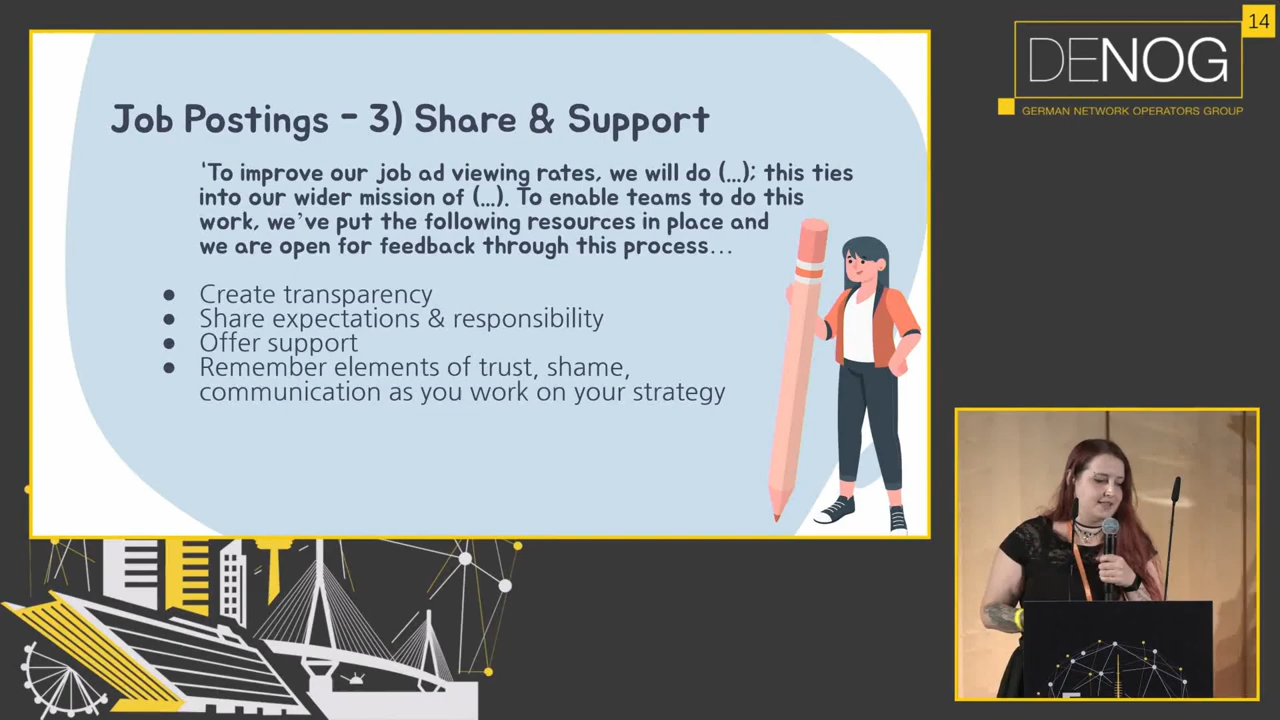 Job Postings - 3) Share & Support
'To improve our job ad viewing rates, we will do (...); this ties
into our wider mission of (...). To enable teams to do this
work, we've put the following resources in place and
we are open for feedback through this process...
● Create transparency
● Share expectations & responsibility
● Offer support
● Remember elements of trust, shame,
communication as you work on your strategy
14
DENOG
GERMAN NETWORK OPERATORS GROUP